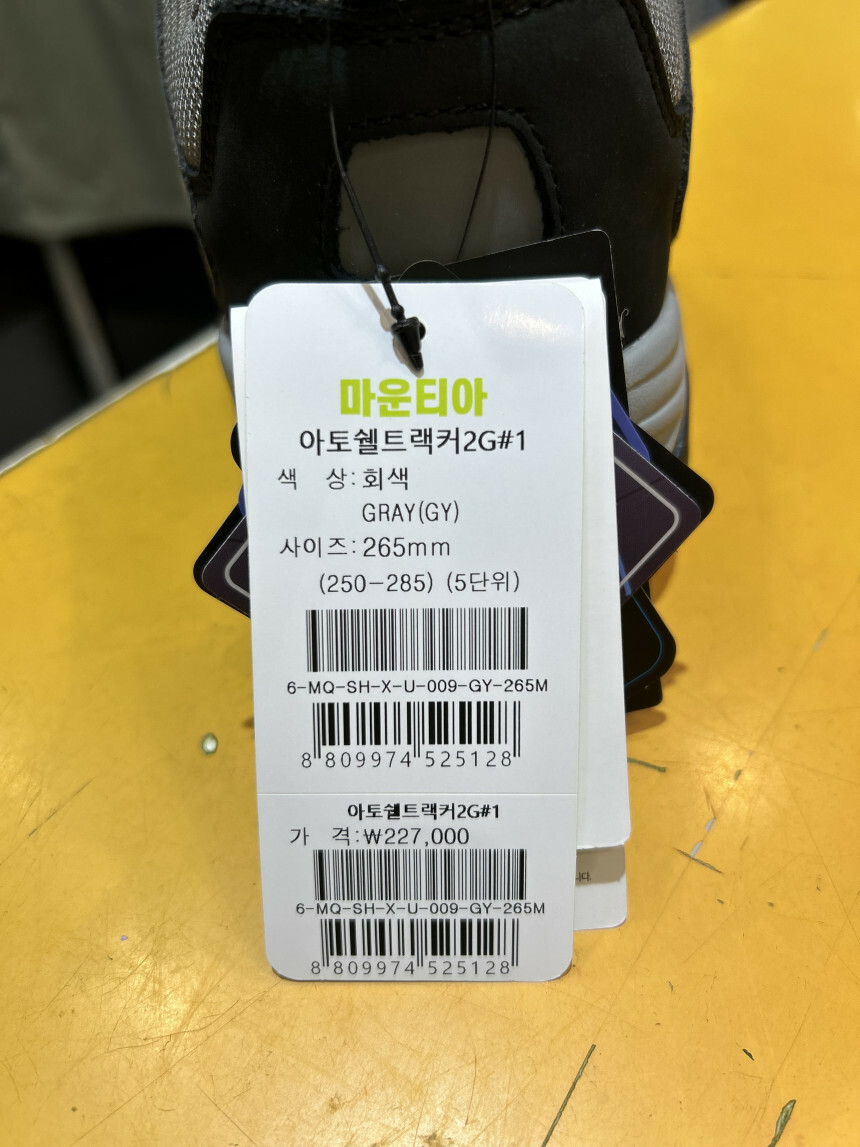 마운티아
아토쉘트랙커2G#1
색 상:회색
GRAY(GY)
사이즈:265mm
(250-285) (5단위)
6-MQ-SH-X-U-009-GY-265M
8 809974 525128
아토쉘트랙커2G#1
가 격:₩227,000
6-MQ-SH-X-U-009-GY-265M
8 809974 525128
니다.